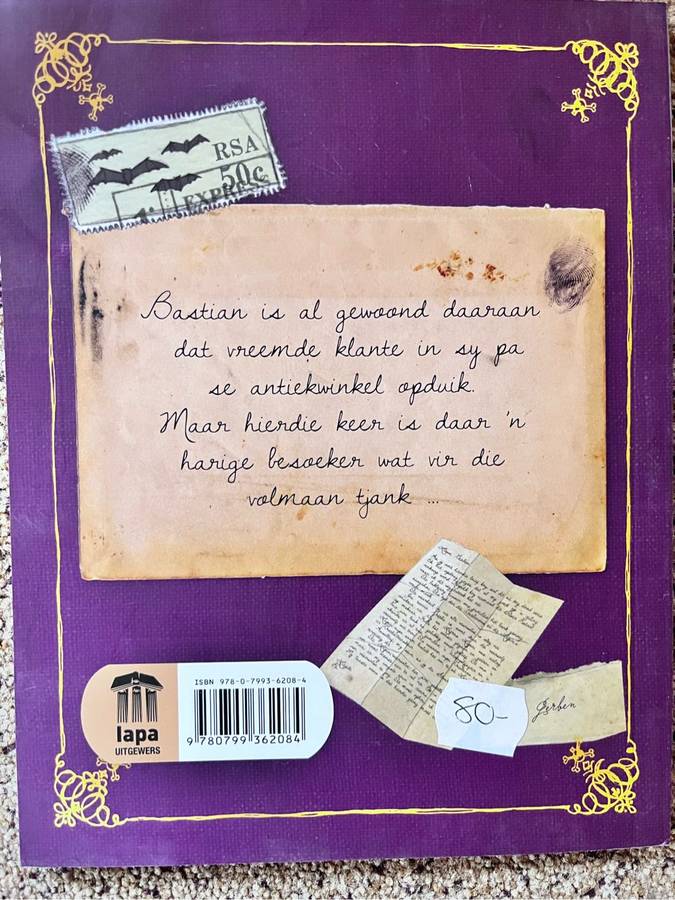 RSA
50c
EXPRES
Bastian is al gewoond daaraan
dat vreemde klante in sy pa
se antiekwinkel opduik.
Maar hierdie keer is daar 'n
harige besoeker wat vir die
volmaan tjank ...
ISBN 978-0-7993-6208-4
9 780799 362084
lapa
UITGEWERS
80-
Gerben